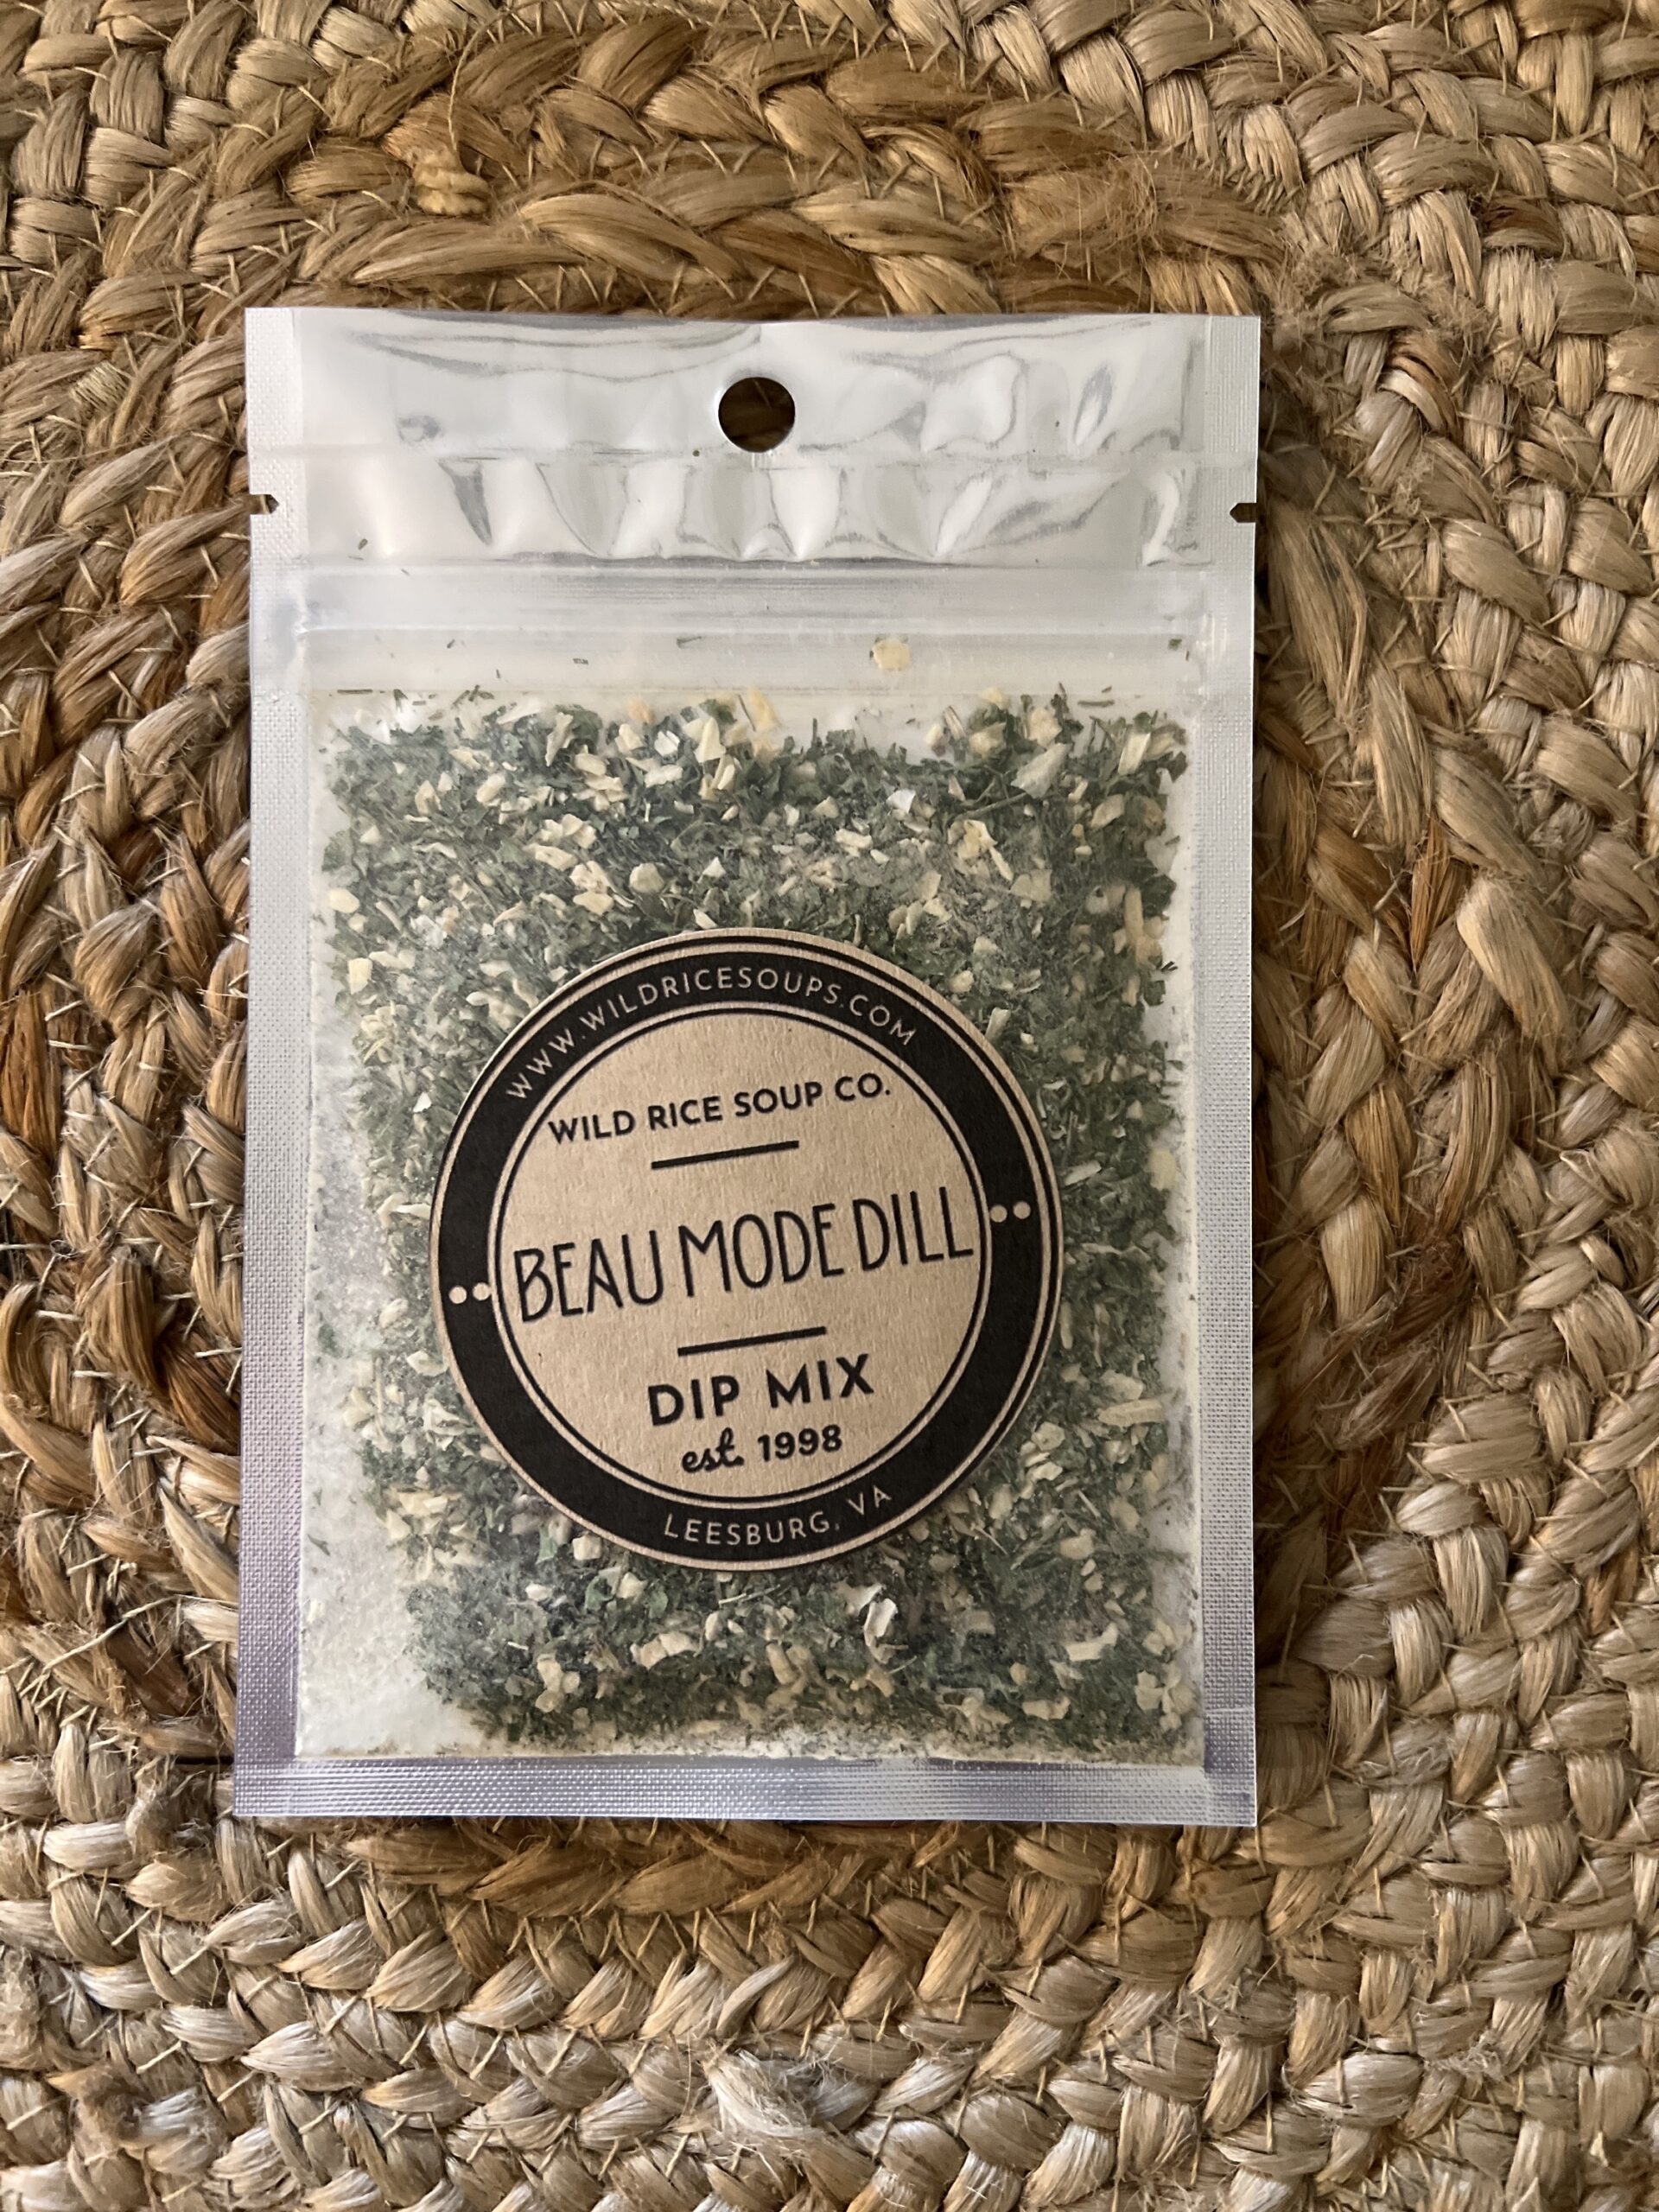 WWW.WILDRICESOUPS.COM
WILD RICE SOUP CO.
BEAU MODE DILL
DIP MIX
est. 1998
LEESBURG, VA